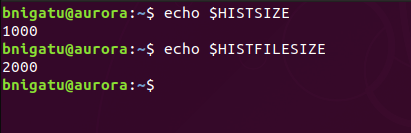 bnigatu@aurora:~$ echo $HISTSIZE
1000
bnigatu@aurora:~$ echo $HISTFILESIZE
2000
bnigatu@aurora:~$